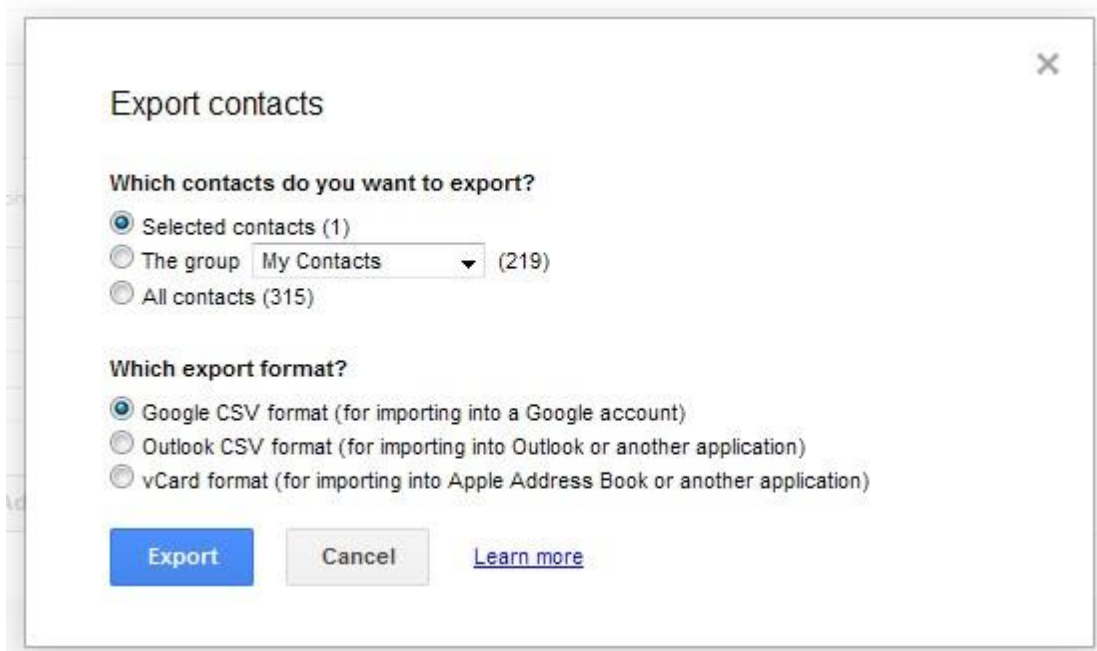 Export contacts
Which contacts do you want to export?
Selected contacts (1)
The group My Contacts (219)
All contacts (315)
Which export format?
Google CSV format (for importing into a Google account)
Outlook CSV format (for importing into Outlook or another application)
vCard format (for importing into Apple Address Book or another application)
Export Cancel Learn more